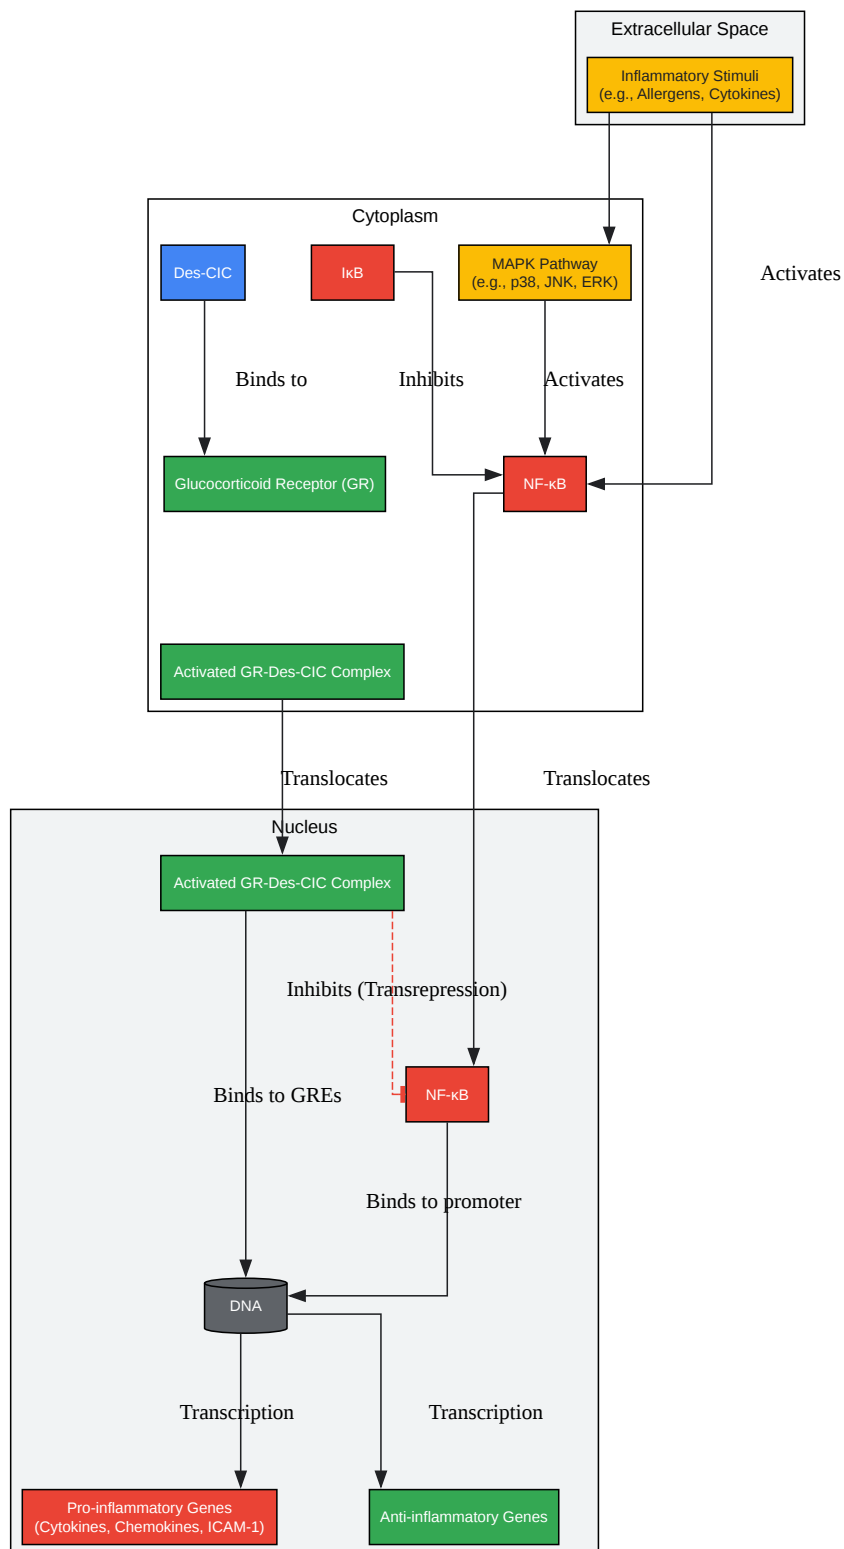 Extracellular Space
Inflammatory Stimuli
(e.g., Allergens, Cytokines)
Cytoplasm
Des-CIC
IκB
MAPK Pathway
(e.g., p38, JNK, ERK)
Activates
Binds to
Inhibits
Activates
Glucocorticoid Receptor (GR)
NF-κB
Activated GR-Des-CIC Complex
Translocates
Translocates
Nucleus
Activated GR-Des-CIC Complex
Inhibits (Transrepression)
Binds to GREs
NF-κB
Binds to promoter
DNA
Transcription
Transcription
Pro-inflammatory Genes
(Cytokines, Chemokines, ICAM-1)
Anti-inflammatory Genes